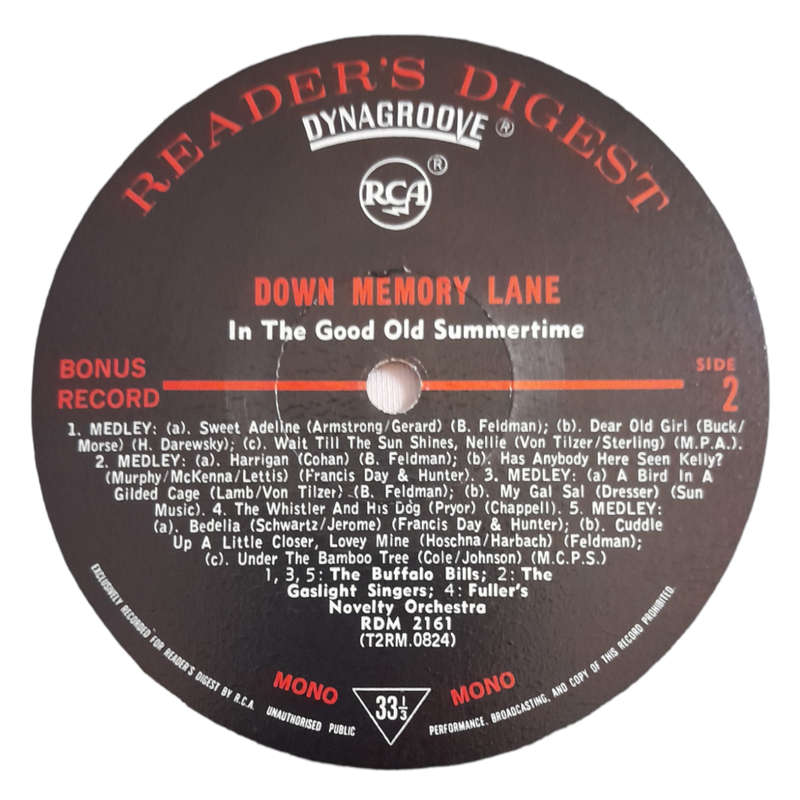 READER'S DIGEST
DYNAGROOVE ®
RCA ®
DOWN MEMORY LANE
In The Good Old Summertime
BONUS
RECORD
SIDE
2
1. MEDLEY: (a). Sweet Adeline (Armstrong/Gerard) (B. Feldman); (b). Dear Old Girl (Buck/
Morse) (H. Darewsky); (c). Wait Till The Sun Shines, Nellie (Von Tilzer/Sterling) (M.P.A.).
2. MEDLEY: (a). Harrigan (Cohan) (B. Feldman); (b). Has Anybody Here Seen Kelly?
(Murphy/McKenna/Lettis) (Francis Day & Hunter). 3. MEDLEY: (a) A Bird In A
Gilded Cage (Lamb/Von Tilzer) (B. Feldman); (b). My Gal Sal (Dresser) (Sun
Music). 4. The Whistler And His Dog (Pryor) (Chappell). 5. MEDLEY:
(a). Bedelia (Schwartz/Jerome) (Francis Day & Hunter); (b). Cuddle
Up A Little Closer, Lovey Mine (Hoschna/Harbach) (Feldman);
(c). Under The Bamboo Tree (Cole/Johnson) (M.C.P.S.)
1, 3, 5: The Buffalo Bills; 2: The
Gaslight Singers; 4: Fuller's
Novelty Orchestra
RDM 2161
(T2RM.0824)
MONO
33⅓
MONO
EXCLUSIVELY RECORDED FOR READER'S DIGEST BY R.C.A. UNAUTHORISED PUBLIC PERFORMANCE, BROADCASTING, AND COPY OF THIS RECORD PROHIBITED.